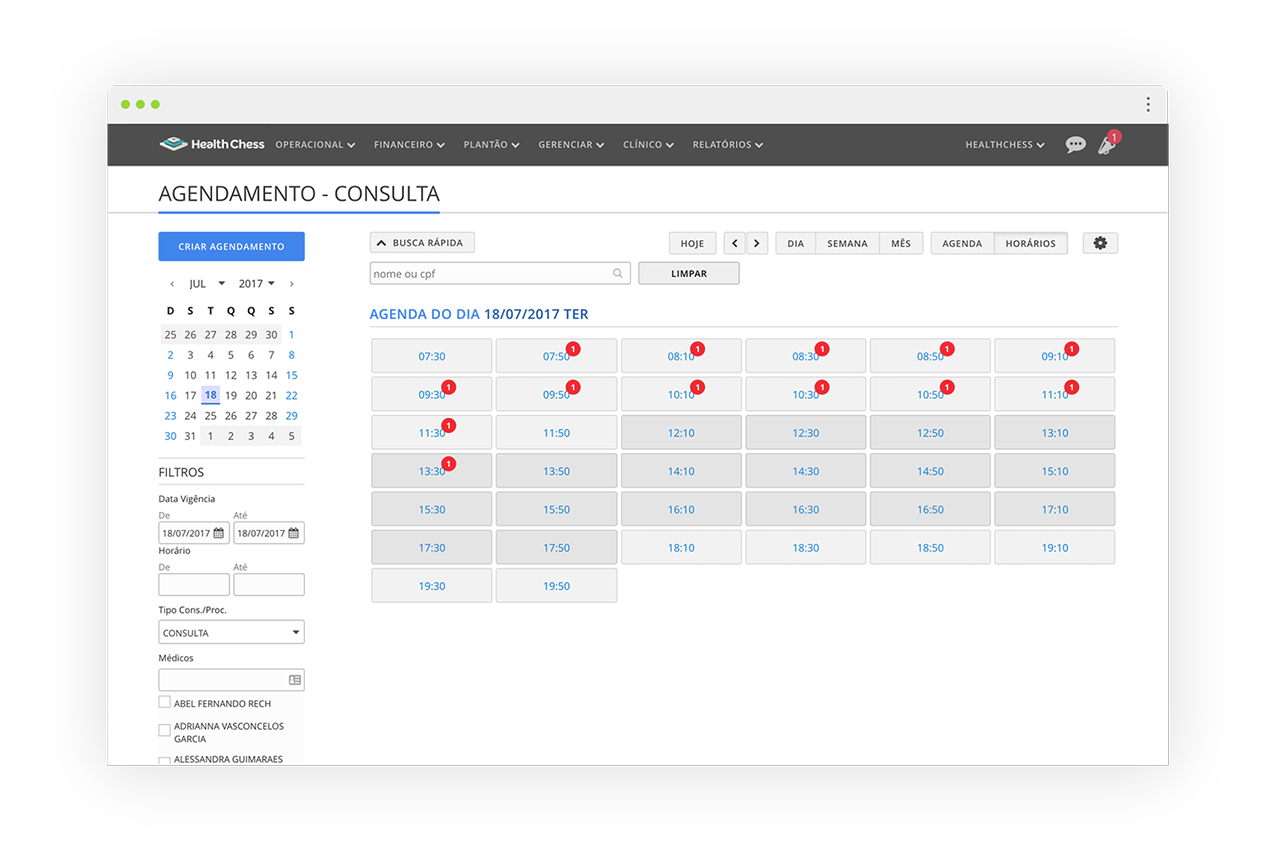 Health Chess OPERACIONAL FINANCEIRO PLANTÃO GERENCIAR CLÍNICO RELATÓRIOS HEALTHCHESS 1
AGENDAMENTO - CONSULTA
CRIAR AGENDAMENTO
JUL 2017
D S T Q Q S S
25 26 27 28 29 30 1
2 3 4 5 6 7 8
9 10 11 12 13 14 15
16 17 18 19 20 21 22
23 24 25 26 27 28 29
30 31 1 2 3 4 5
FILTROS
Data Vigência
De Até
18/07/2017 18/07/2017
Horário
De Até
Tipo Cons./Proc.
CONSULTA
Médicos
ABEL FERNANDO RECH
ADRIANNA VASCONCELOS
GARCIA
ALESSANDRA GUIMARAES
BUSCA RÁPIDA HOJE DIA SEMANA MÊS AGENDA HORÁRIOS
nome ou cpf LIMPAR
AGENDA DO DIA 18/07/2017 TER
07:30 07:50 1 08:10 1 08:30 1 08:50 1 09:10 1
09:30 1 09:50 1 10:10 1 10:30 1 10:50 1 11:10 1
11:30 1 11:50 12:10 12:30 12:50 13:10
13:30 1 13:50 14:10 14:30 14:50 15:10
15:30 15:50 16:10 16:30 16:50 17:10
17:30 17:50 18:10 18:30 18:50 19:10
19:30 19:50